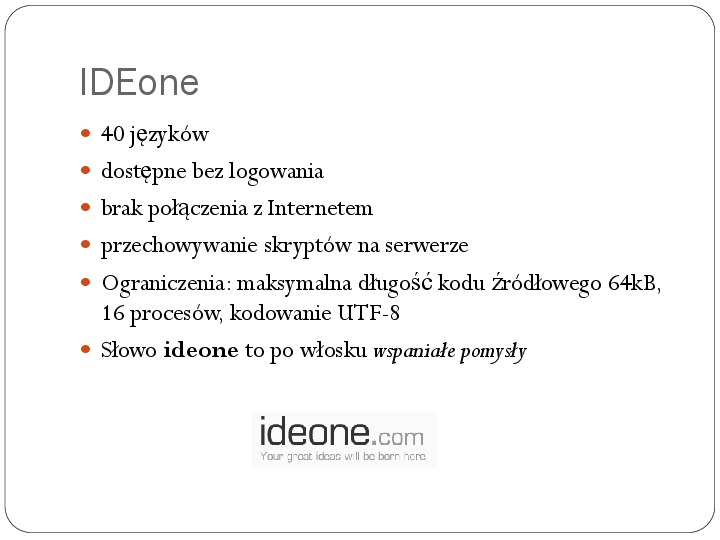 IDEone
• 40 języków
• dostępne bez logowania
• brak połączenia z Internetem
• przechowywanie skryptów na serwerze
• Ograniczenia: maksymalna długość kodu źródłowego 64kB,
16 procesów, kodowanie UTF-8
• Słowo ideone to po włosku wspaniałe pomysły
ideone.com
Your great ideas will be born here